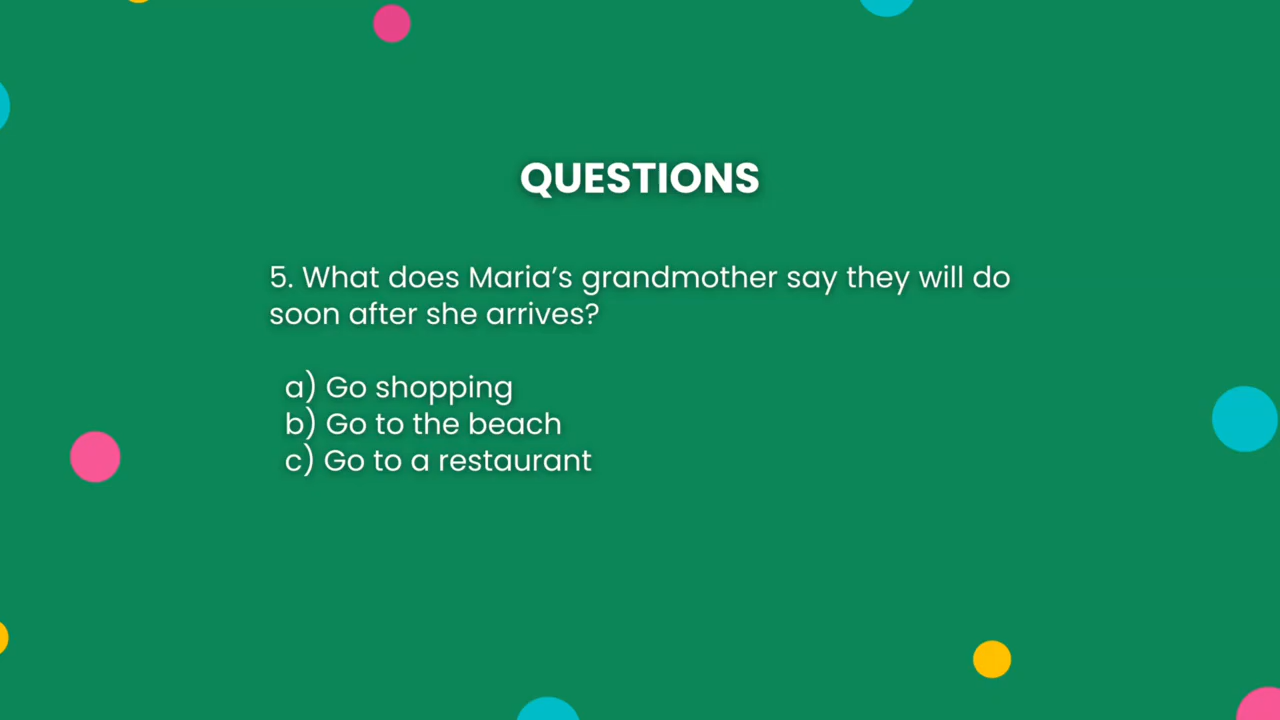 QUESTIONS
5. What does Maria’s grandmother say they will do
soon after she arrives?
a) Go shopping
b) Go to the beach
c) Go to a restaurant